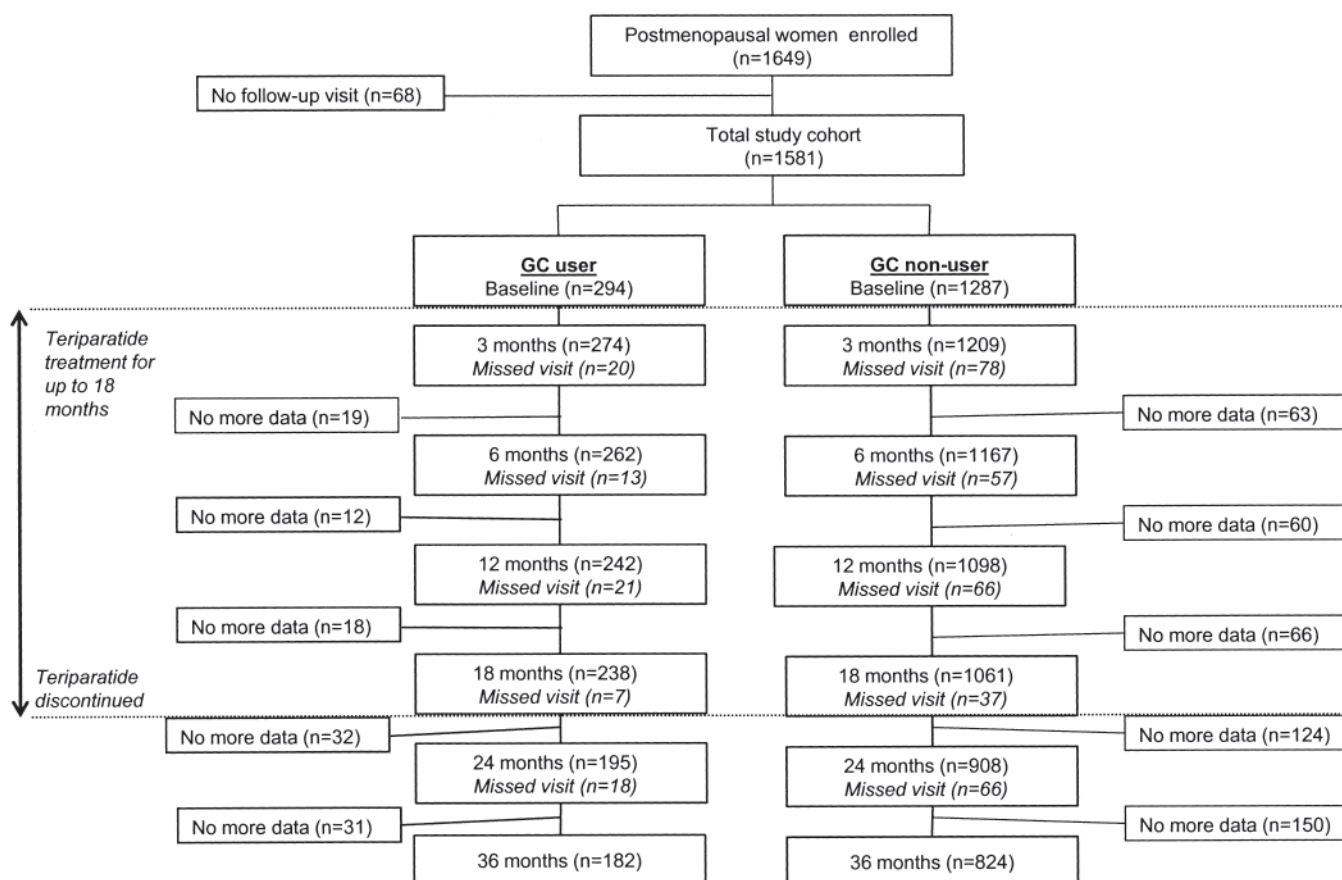 Postmenopausal women enrolled
(n=1649)
No follow-up visit (n=68)
Total study cohort
(n=1581)
GC user
Baseline (n=294)
GC non-user
Baseline (n=1287)
Teriparatide
treatment for
up to 18
months
3 months (n=274)
Missed visit (n=20)
3 months (n=1209)
Missed visit (n=78)
No more data (n=19)
No more data (n=63)
6 months (n=262)
Missed visit (n=13)
6 months (n=1167)
Missed visit (n=57)
No more data (n=12)
No more data (n=60)
12 months (n=242)
Missed visit (n=21)
12 months (n=1098)
Missed visit (n=66)
No more data (n=18)
No more data (n=66)
18 months (n=238)
Missed visit (n=7)
18 months (n=1061)
Missed visit (n=37)
Teriparatide
discontinued
No more data (n=32)
No more data (n=124)
24 months (n=195)
Missed visit (n=18)
24 months (n=908)
Missed visit (n=66)
No more data (n=31)
No more data (n=150)
36 months (n=182)
36 months (n=824)